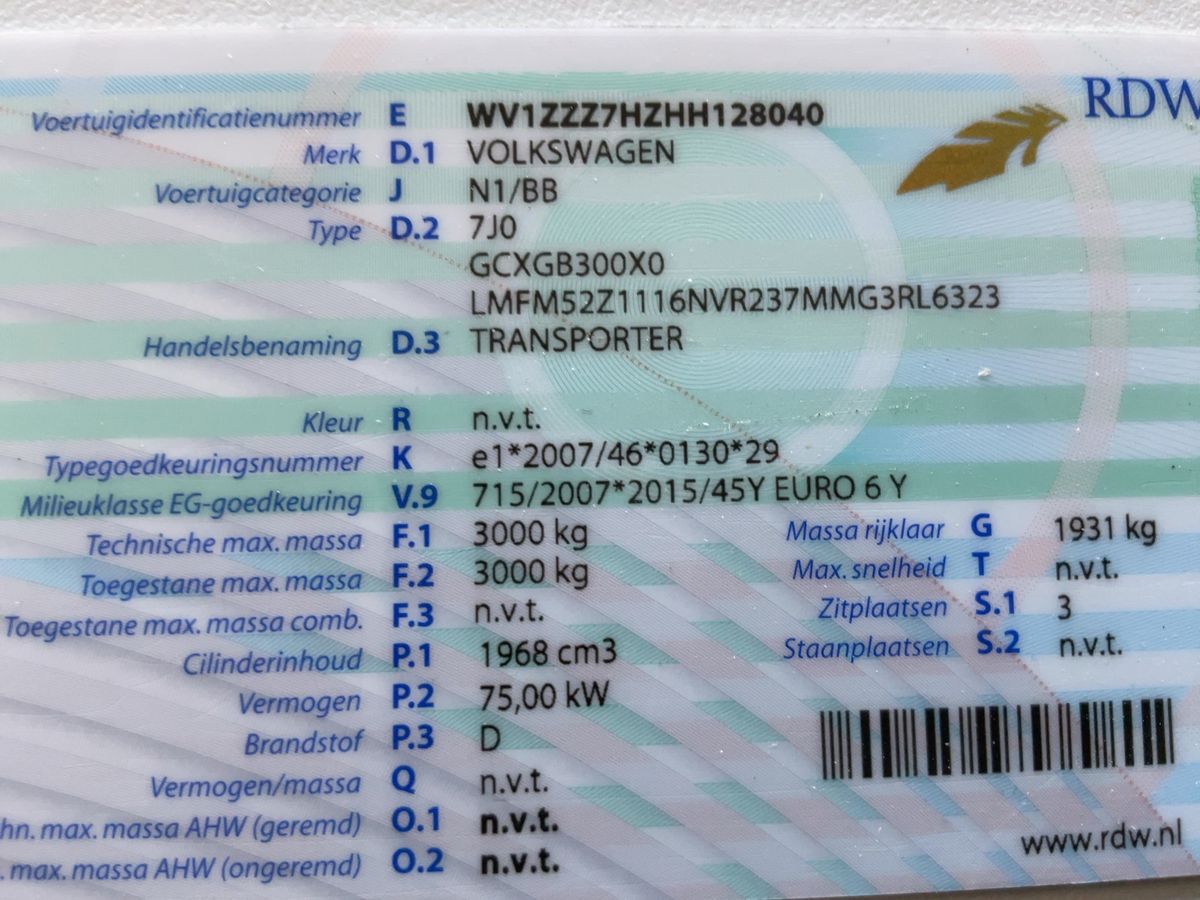 RDW
Voertuigidentificatienummer E WV1ZZZ7HZHH128040
Merk D.1 VOLKSWAGEN
Voertuigcategorie J N1/BB
Type D.2 7J0
GCXGB300X0
LMFM52Z1116NVR237MMG3RL6323
Handelsbenaming D.3 TRANSPORTER
Kleur R n.v.t.
Typegoedkeuringsnummer K e1*2007/46*0130*29
Milieuklasse EG-goedkeuring V.9 715/2007*2015/45Y EURO 6 Y
Technische max. massa F.1 3000 kg Massa rijklaar G 1931 kg
Toegestane max. massa F.2 3000 kg Max. snelheid T n.v.t.
Toegestane max. massa comb. F.3 n.v.t. Zitplaatsen S.1 3
Cilinderinhoud P.1 1968 cm3 Staanplaatsen S.2 n.v.t.
Vermogen P.2 75,00 kW
Brandstof P.3 D
Vermogen/massa Q n.v.t.
hn. max. massa AHW (geremd) O.1 n.v.t.
. max. massa AHW (ongeremd) O.2 n.v.t.
www.rdw.nl